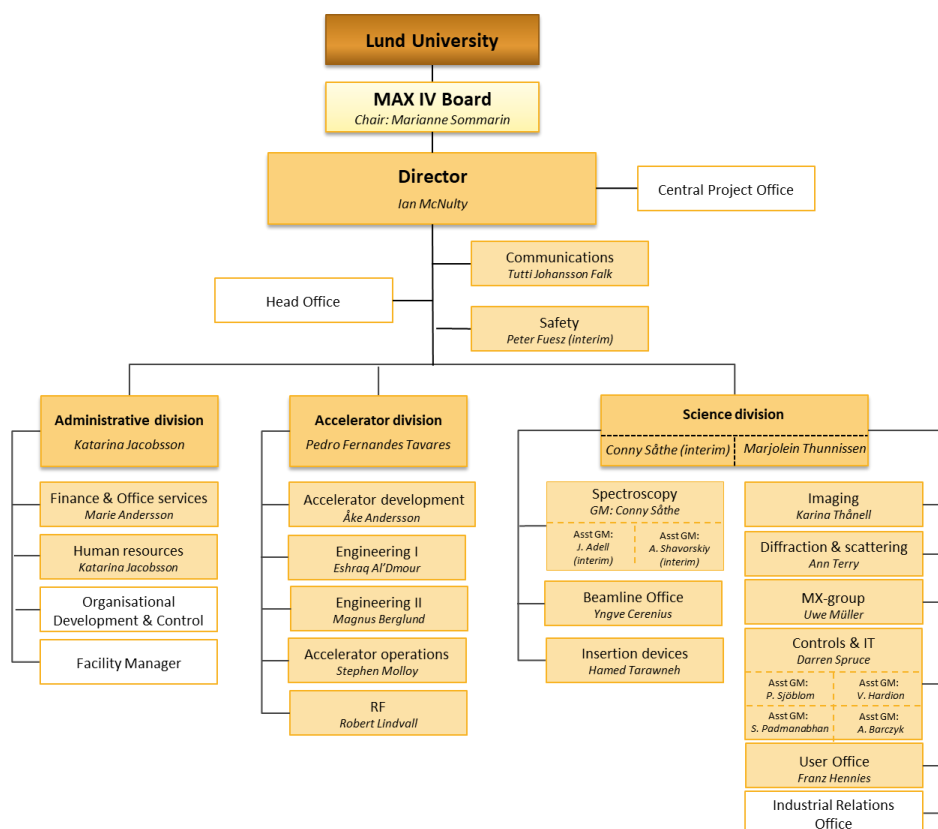 Lund University
MAX IV Board
Chair: Marianne Sommarin
Director
Ian McNulty
Central Project Office
Communications
Tutti Johansson Falk
Head Office
Safety
Peter Fuesz (interim)
Administrative division
Katarina Jacobsson
Finance & Office services
Marie Andersson
Human resources
Katarina Jacobsson
Organisational
Development & Control
Facility Manager
Accelerator division
Pedro Fernandes Tavares
Accelerator development
Åke Andersson
Engineering I
Eshraq Al'Dmour
Engineering II
Magnus Berglund
Accelerator operations
Stephen Molloy
RF
Robert Lindvall
Science division
Conny Såthe (interim)
Marjolein Thunnissen
Spectroscopy
GM: Conny Såthe
Asst GM:
J. Adell
(interim)
Asst GM:
A. Shavorskiy
(interim)
Beamline Office
Yngve Cerenius
Insertion devices
Hamed Tarawneh
Imaging
Karina Thånell
Diffraction & scattering
Ann Terry
MX-group
Uwe Müller
Controls & IT
Darren Spruce
Asst GM:
P. Sjöblom
Asst GM:
V. Hardion
Asst GM:
S. Padmanabhan
Asst GM:
A. Barczyk
User Office
Franz Hennies
Industrial Relations
Office